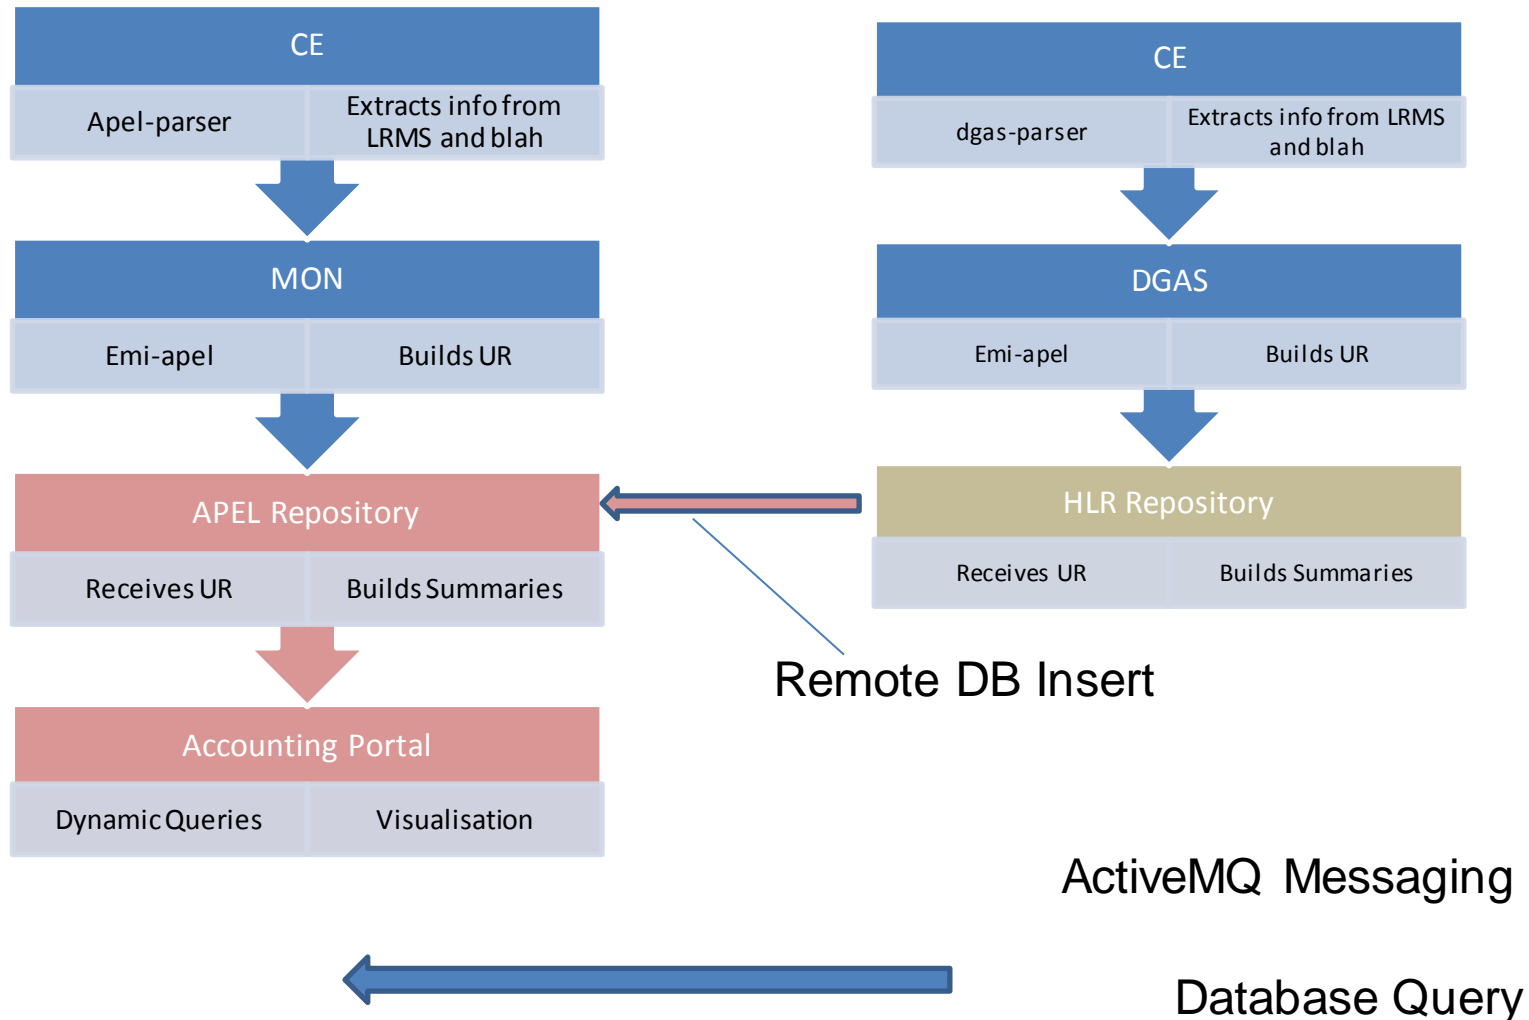 CE
Apel-parser
Extracts info from
LRMS and blah
MON
Emi-apel
Builds UR
APEL Repository
Receives UR
Builds Summaries
Accounting Portal
Dynamic Queries
Visualisation
CE
dgas-parser
Extracts info from LRMS
and blah
DGAS
Emi-apel
Builds UR
HLR Repository
Receives UR
Builds Summaries
Remote DB Insert
ActiveMQ Messaging
Database Query